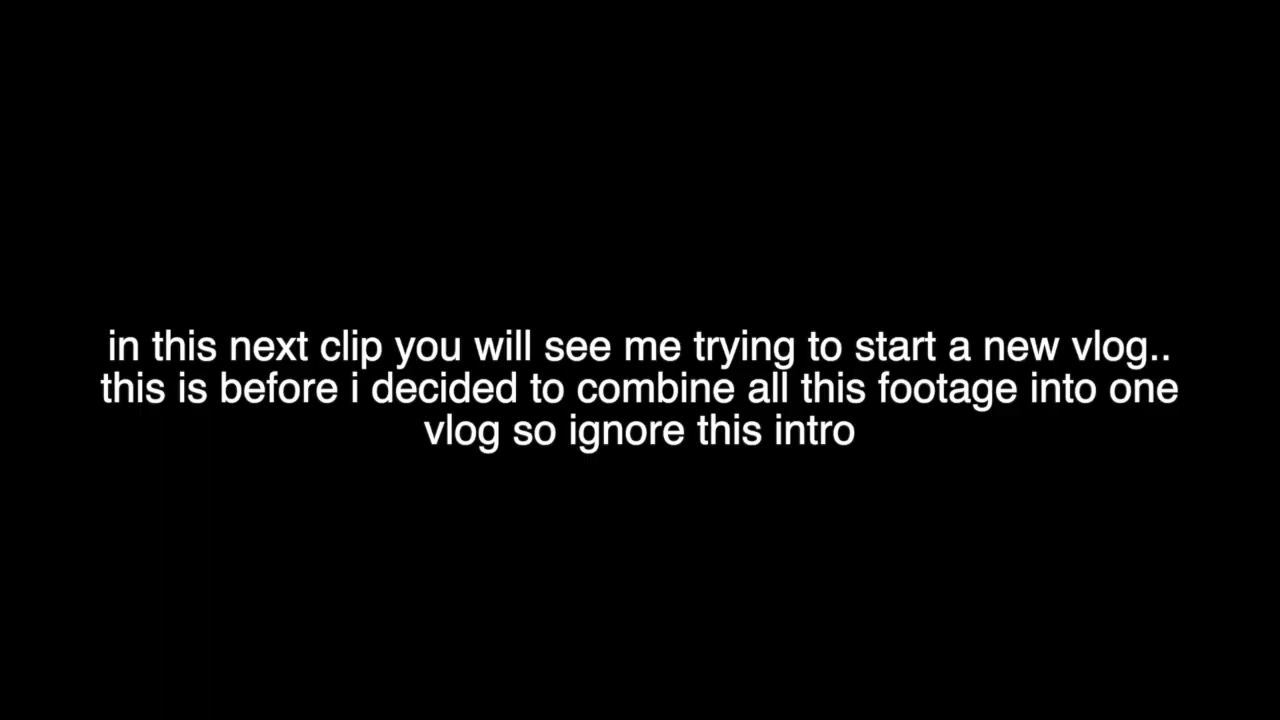 in this next clip you will see me trying to start a new vlog..
this is before i decided to combine all this footage into one
vlog so ignore this intro